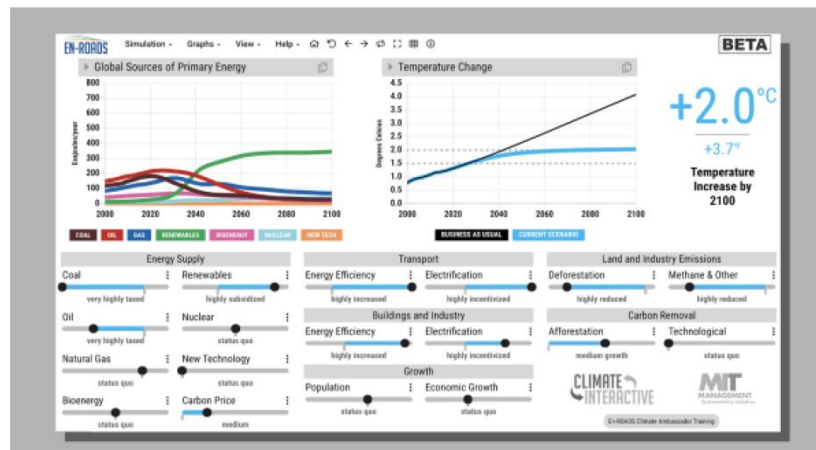 EN-ROADS Simulation - Graphs - View - Help - BETA
Global Sources of Primary Energy
Temperature Change
800
700
600
500
400
300
200
100
0
Exajoules/year
2000 2020 2040 2060 2080 2100
COAL OIL GAS RENEWABLES BIOENERGY NUCLEAR NEW TECH
4.5
4.0
3.5
3.0
2.5
2.0
1.5
1.0
0.5
0.0
Degrees Celsius
2000 2020 2040 2060 2080 2100
BUSINESS AS USUAL CURRENT SCENARIO
+2.0°C
+3.7°F
Temperature
Increase by
2100
Energy Supply
Coal Renewables
very highly taxed highly subsidized
Oil Nuclear
very highly taxed status quo
Natural Gas New Technology
status quo status quo
Bioenergy Carbon Price
status quo medium
Transport
Energy Efficiency Electrification
highly increased highly incentivized
Buildings and Industry
Energy Efficiency Electrification
highly increased highly incentivized
Growth
Population Economic Growth
status quo status quo
Land and Industry Emissions
Deforestation Methane & Other
highly reduced highly reduced
Carbon Removal
Afforestation Technological
medium growth status quo
CLIMATE
INTERACTIVE
MIT
MANAGEMENT
Sustainability Initiative
En-ROADS Climate Ambassador Training